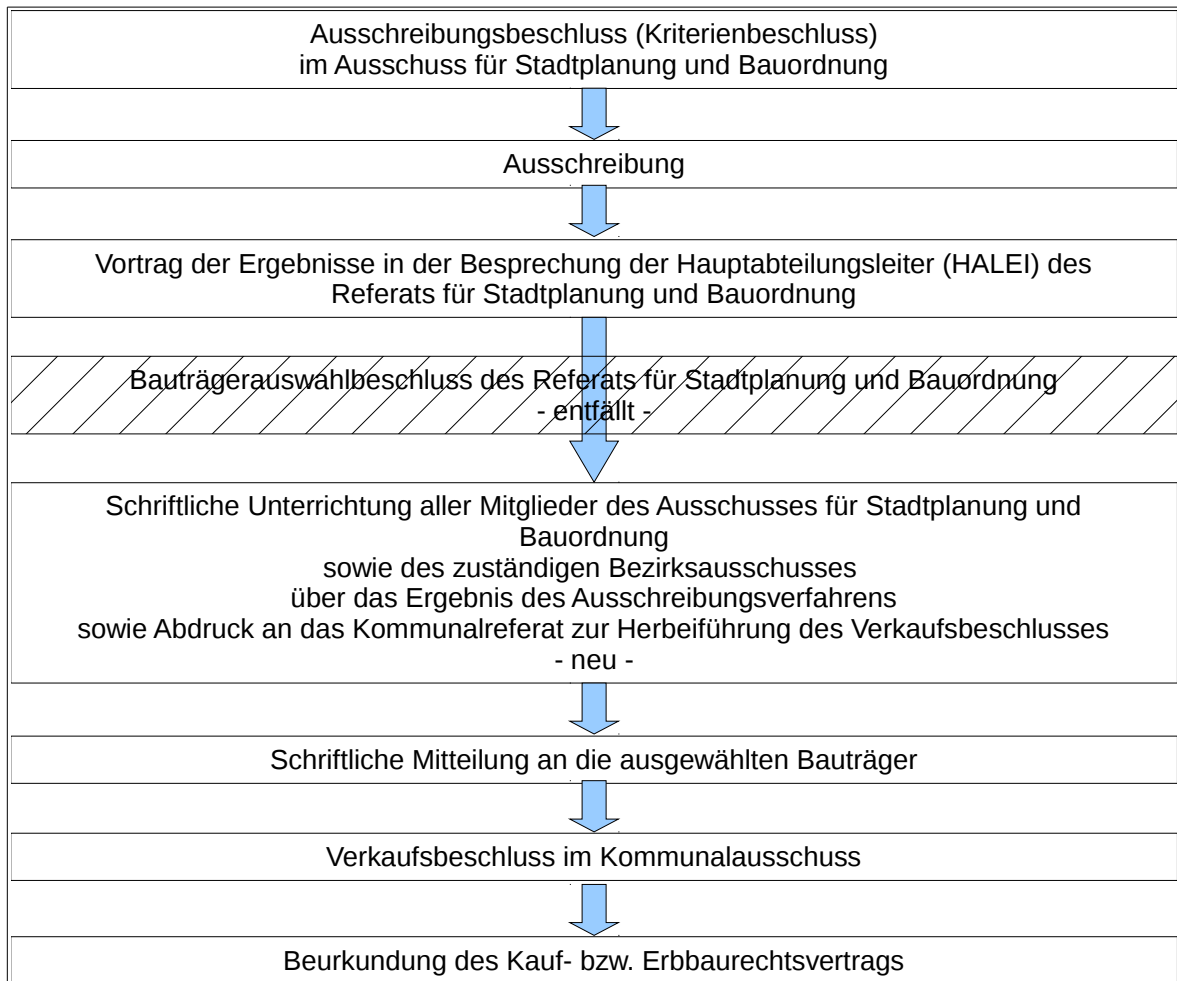 Ausschreibungsbeschluss (Kriterienbeschluss)
im Ausschuss für Stadtplanung und Bauordnung
Ausschreibung
Vortrag der Ergebnisse in der Besprechung der Hauptabteilungsleiter (HALEI) des
Referats für Stadtplanung und Bauordnung
Bauträgerauswahlbeschluss des Referats für Stadtplanung und Bauordnung
- entfällt -
Schriftliche Unterrichtung aller Mitglieder des Ausschusses für Stadtplanung und
Bauordnung
sowie des zuständigen Bezirksausschusses
über das Ergebnis des Ausschreibungsverfahrens
sowie Abdruck an das Kommunalreferat zur Herbeiführung des Verkaufsbeschlusses
- neu -
Schriftliche Mitteilung an die ausgewählten Bauträger
Verkaufsbeschluss im Kommunalausschuss
Beurkundung des Kauf- bzw. Erbbaurechtsvertrags